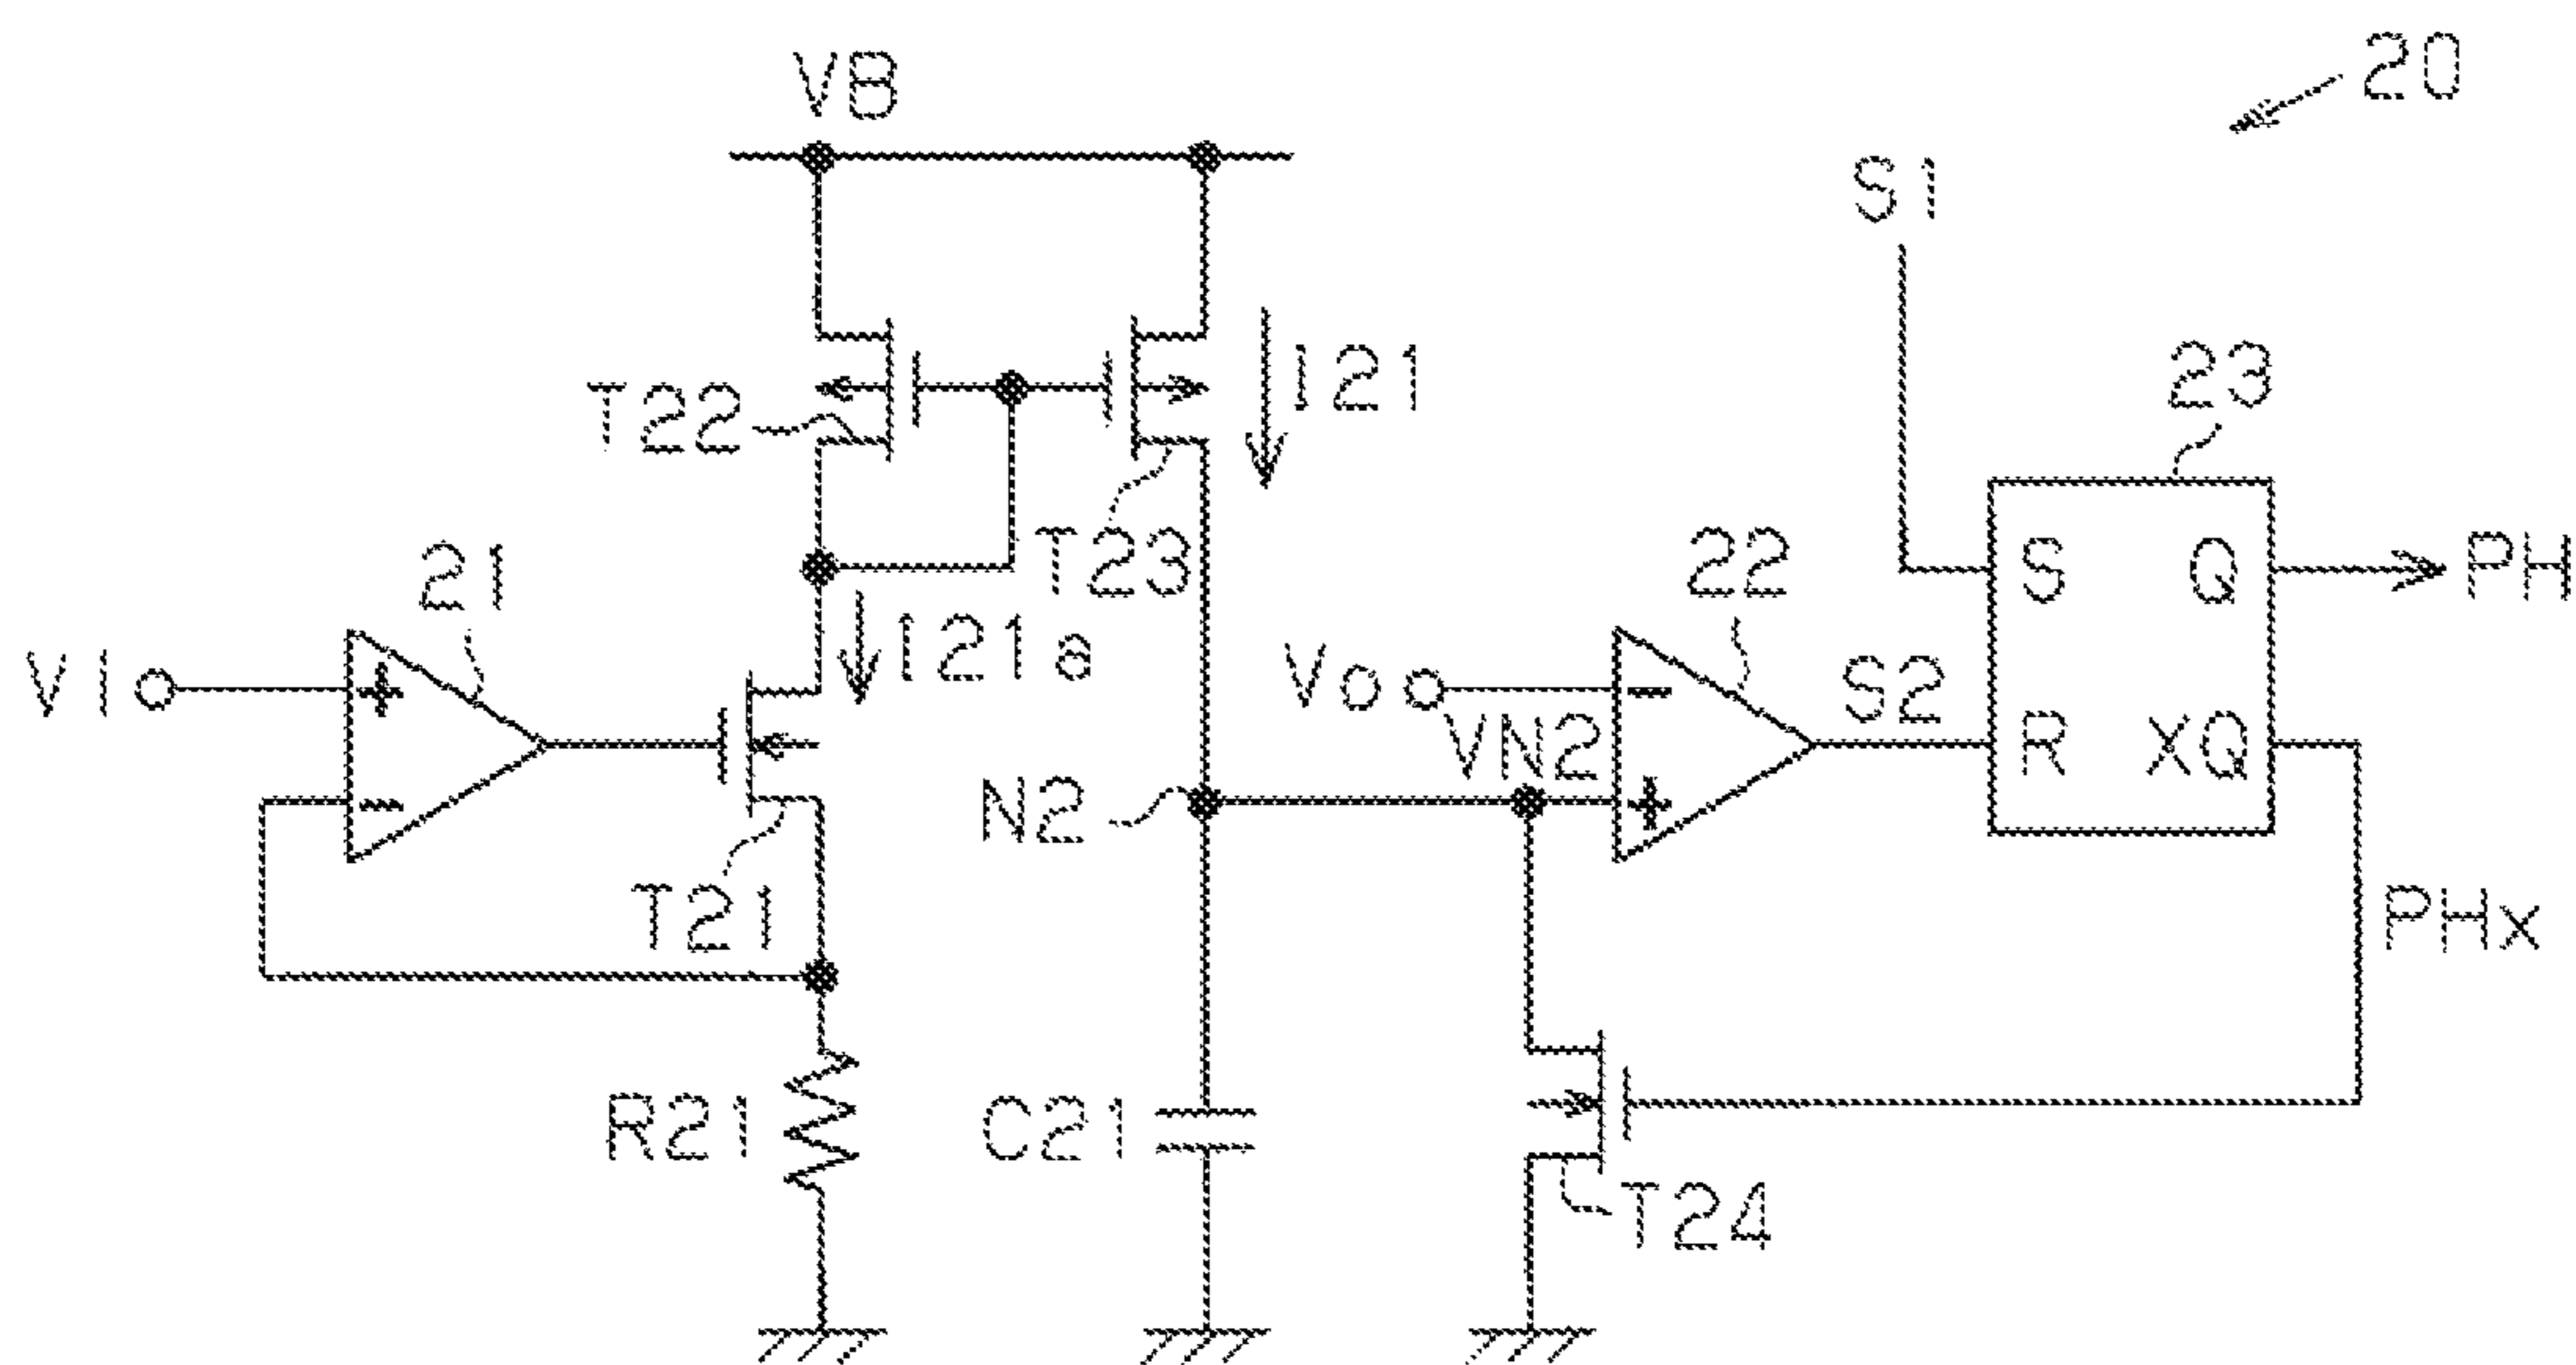 VB
20
S1
T22
I21
23
T23
21
I21a
22
S
Q
PH
VI
+
-
Vo
-
VN2
+
S2
R
XQ
N2
T21
PHx
R21
C21
T24